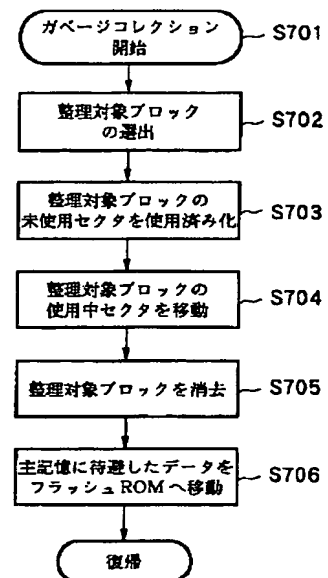 ガベージコレクション
開始
S701
整理対象ブロック
の選出
S702
整理対象ブロックの
未使用セクタを使用済み化
S703
整理対象ブロックの
使用中セクタを移動
S704
整理対象ブロックを消去
S705
主記憶に待避したデータを
フラッシュROMへ移動
S706
復帰